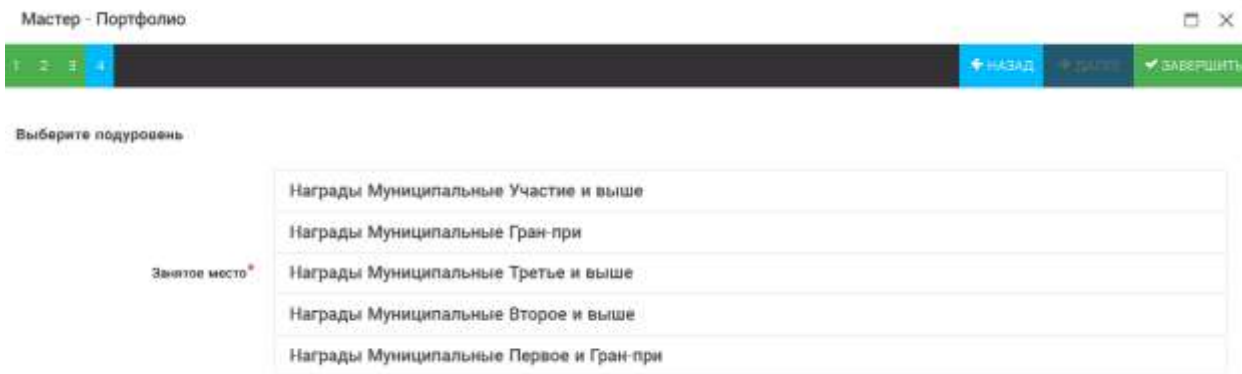 Мастер - Портфолио
1 2 3 4 НАЗАД ДАЛЕЕ ЗАВЕРШИТЬ
Выберите подуровень
Награды Муниципальные Участие и выше
Награды Муниципальные Гран-при
Занятое место* Награды Муниципальные Третье и выше
Награды Муниципальные Второе и выше
Награды Муниципальные Первое и Гран-при